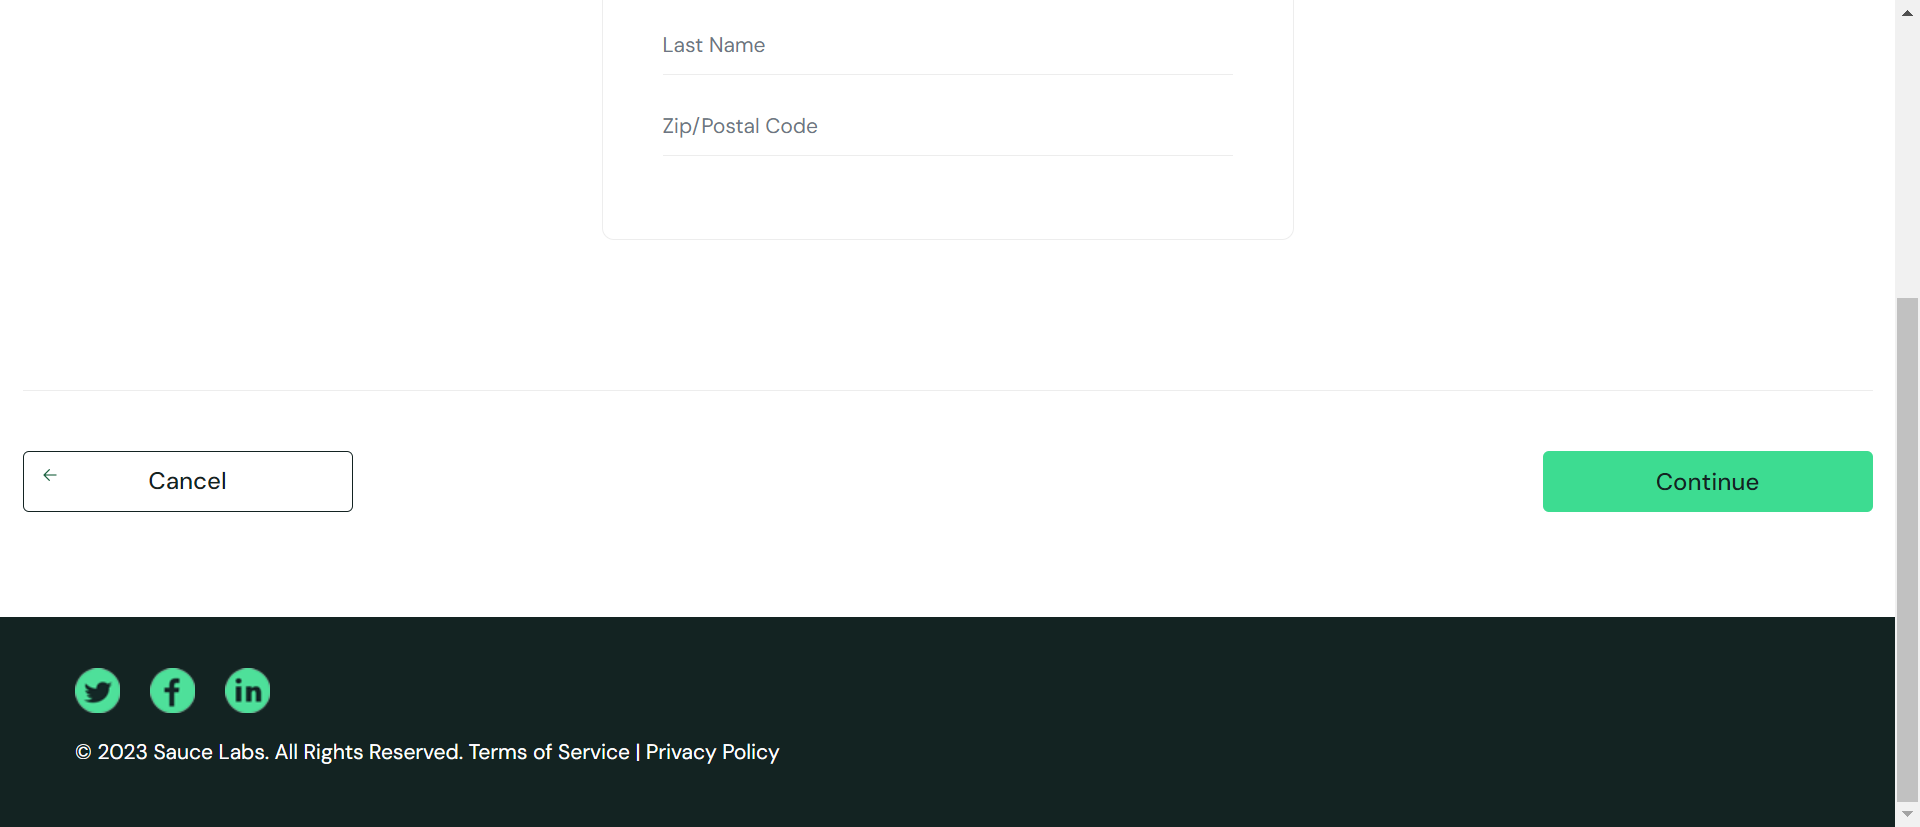 Last Name
Zip/Postal Code
Cancel
Continue
© 2023 Sauce Labs. All Rights Reserved. Terms of Service | Privacy Policy